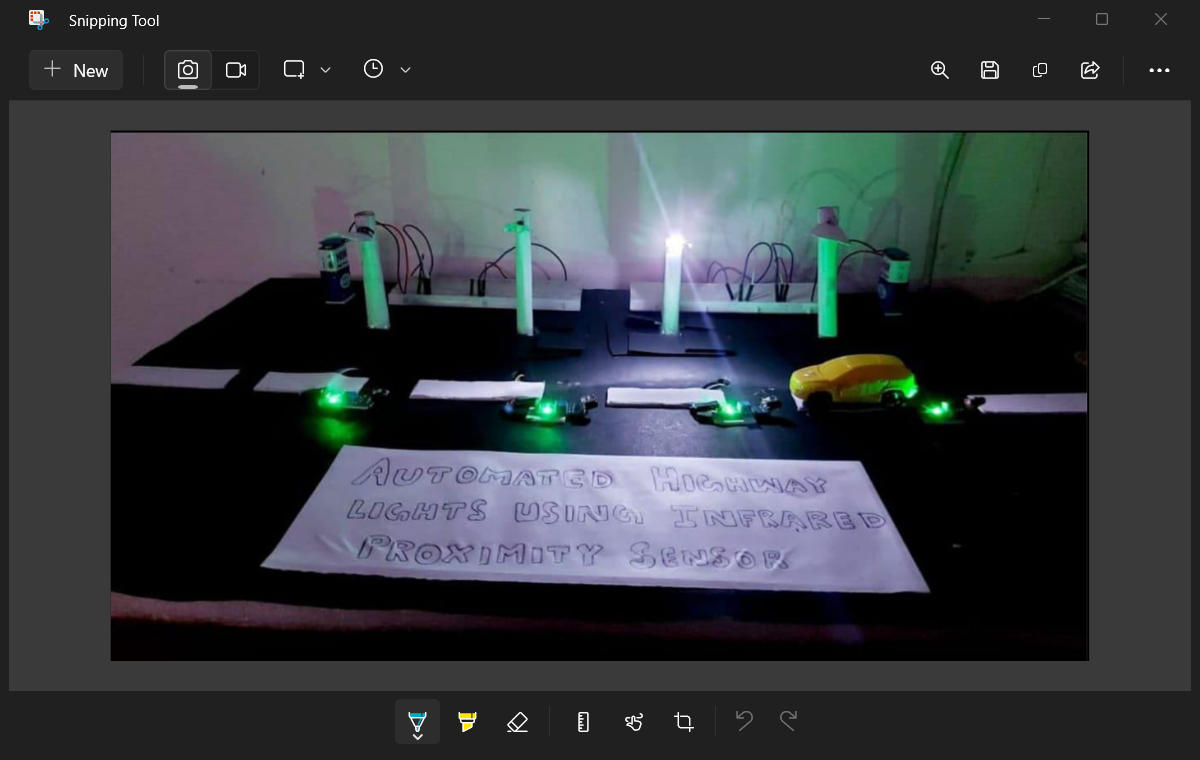 Snipping Tool
New
AUTOMATED HIGHWAY
LIGHTS USING INFRARED
PROXIMITY SENSOR